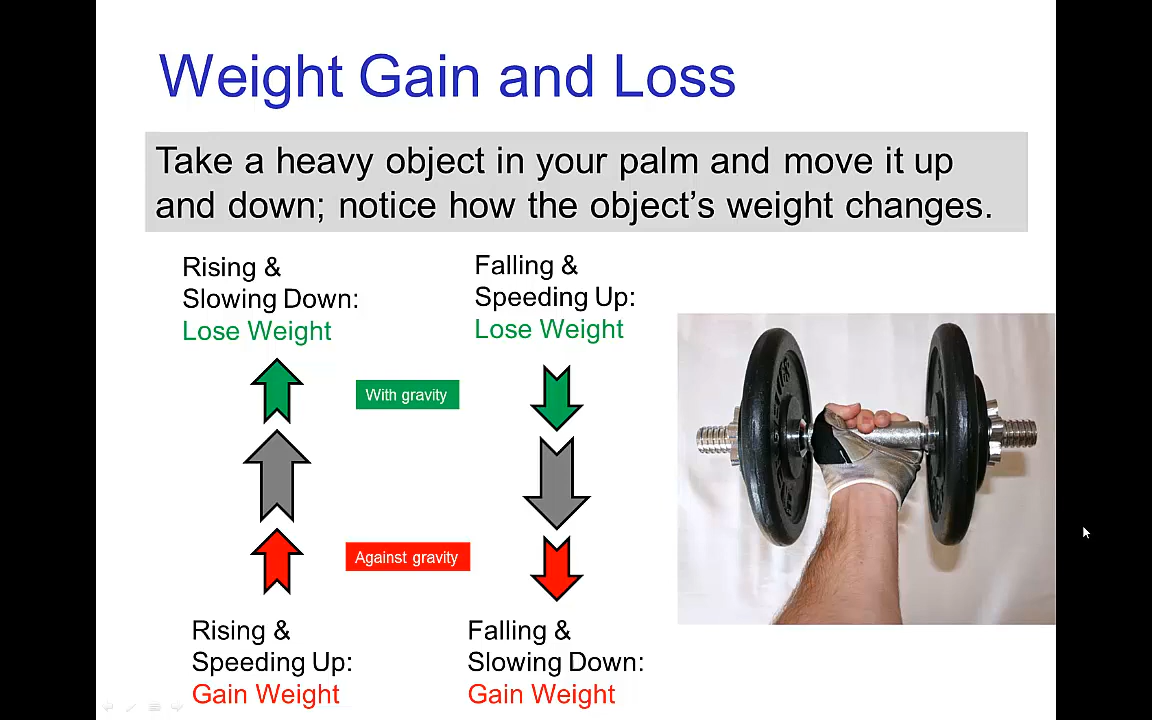 Weight Gain and Loss
Take a heavy object in your palm and move it up
and down; notice how the object’s weight changes.
Rising &
Slowing Down:
Lose Weight
Falling &
Speeding Up:
Lose Weight
With gravity
Against gravity
Rising &
Speeding Up:
Gain Weight
Falling &
Slowing Down:
Gain Weight